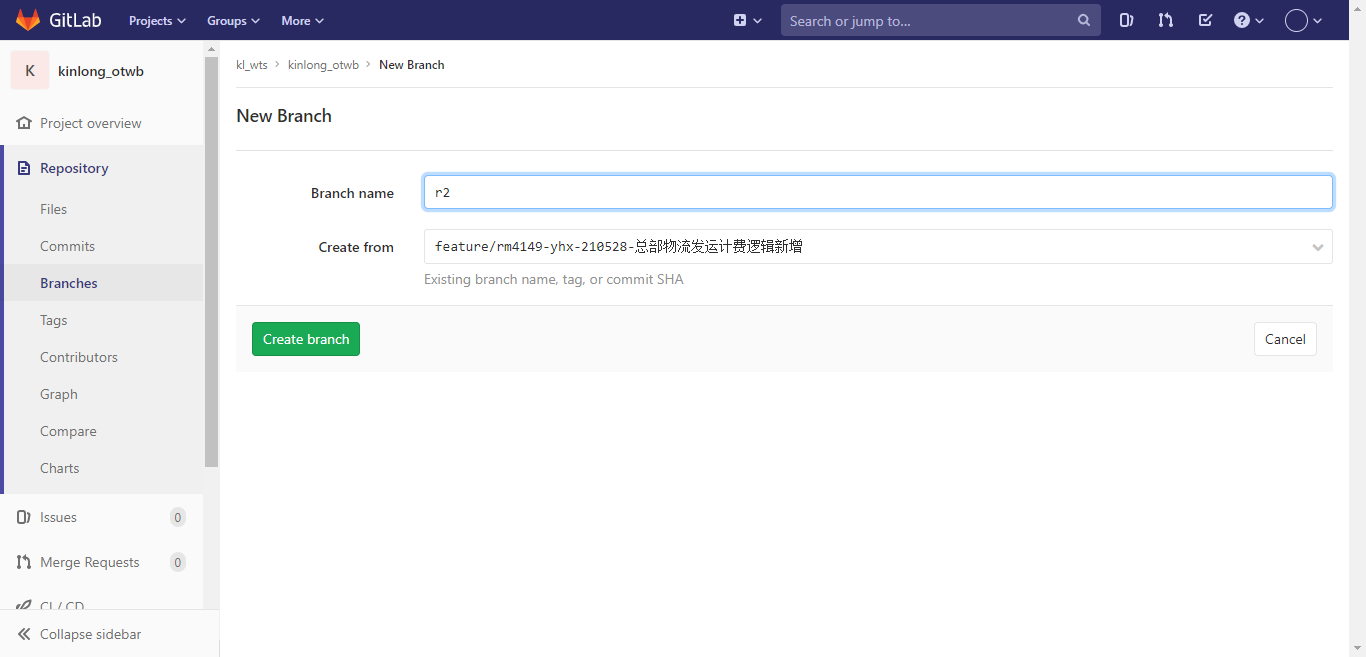 GitLab Projects Groups More Search or jump to...
K kinlong_otwb
Project overview
Repository
Files
Commits
Branches
Tags
Contributors
Graph
Compare
Charts
Issues 0
Merge Requests 0
CI / CD
Collapse sidebar
kl_wts > kinlong_otwb > New Branch
New Branch
Branch name r2
Create from feature/rm4149-yhx-210528-总部物流发运计费逻辑新增
Existing branch name, tag, or commit SHA
Create branch Cancel